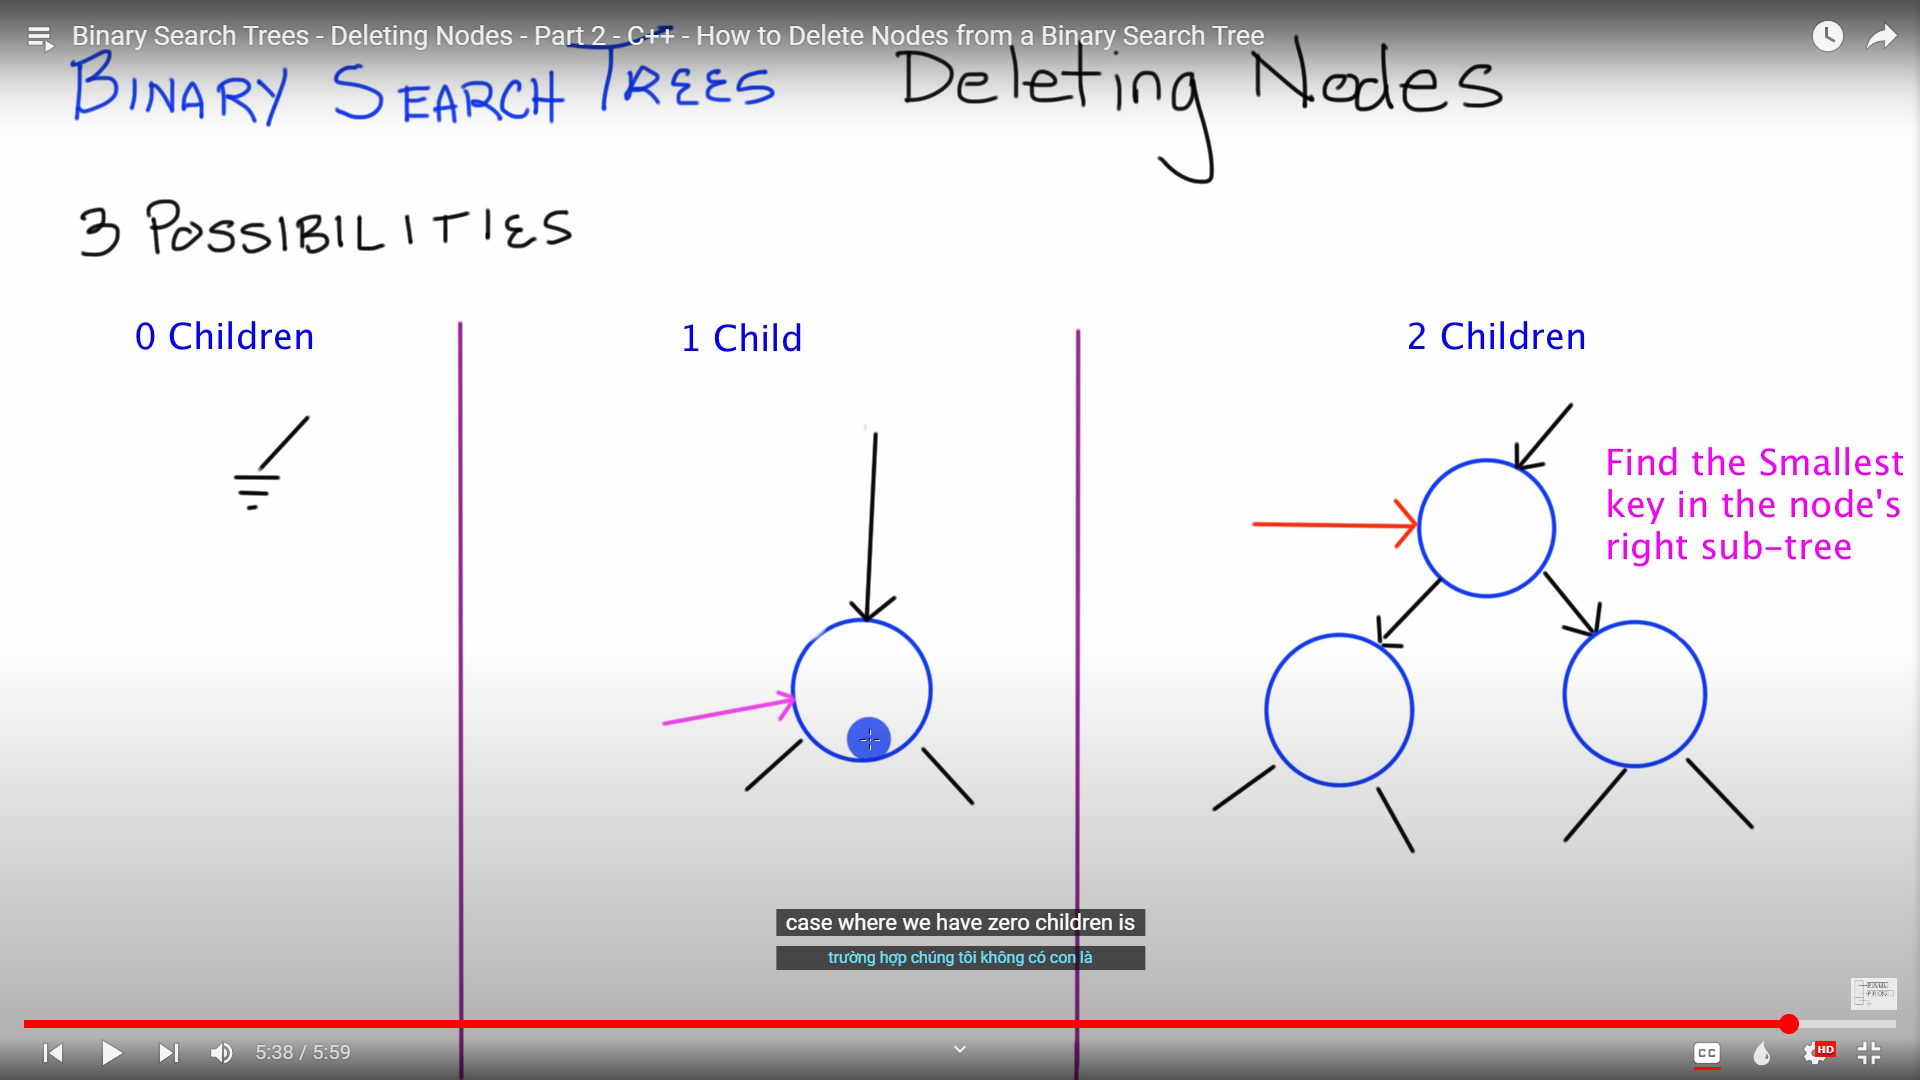 Binary Search Trees - Deleting Nodes - Part 2 - C++ - How to Delete Nodes from a Binary Search Tree
BINARY SEARCH TREES Deleting Nodes
3 POSSIBILITIES
0 Children
1 Child
2 Children
Find the Smallest
key in the node's
right sub-tree
case where we have zero children is
trường hợp chúng tôi không có con là
5:38 / 5:59
CC
HD